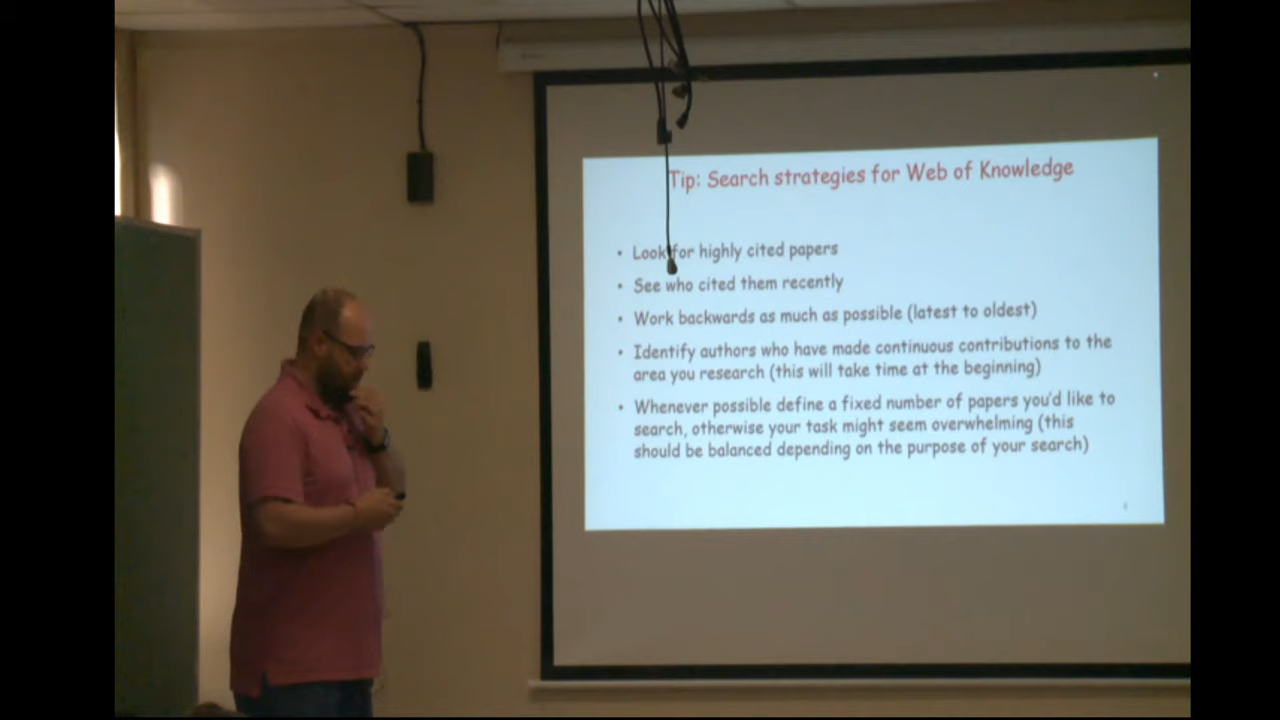 Tip: Search strategies for Web of Knowledge
• Look for highly cited papers
• See who cited them recently
• Work backwards as much as possible (latest to oldest)
• Identify authors who have made continuous contributions to the
area you research (this will take time at the beginning)
• Whenever possible define a fixed number of papers you'd like to
search, otherwise your task might seem overwhelming (this
should be balanced depending on the purpose of your search)